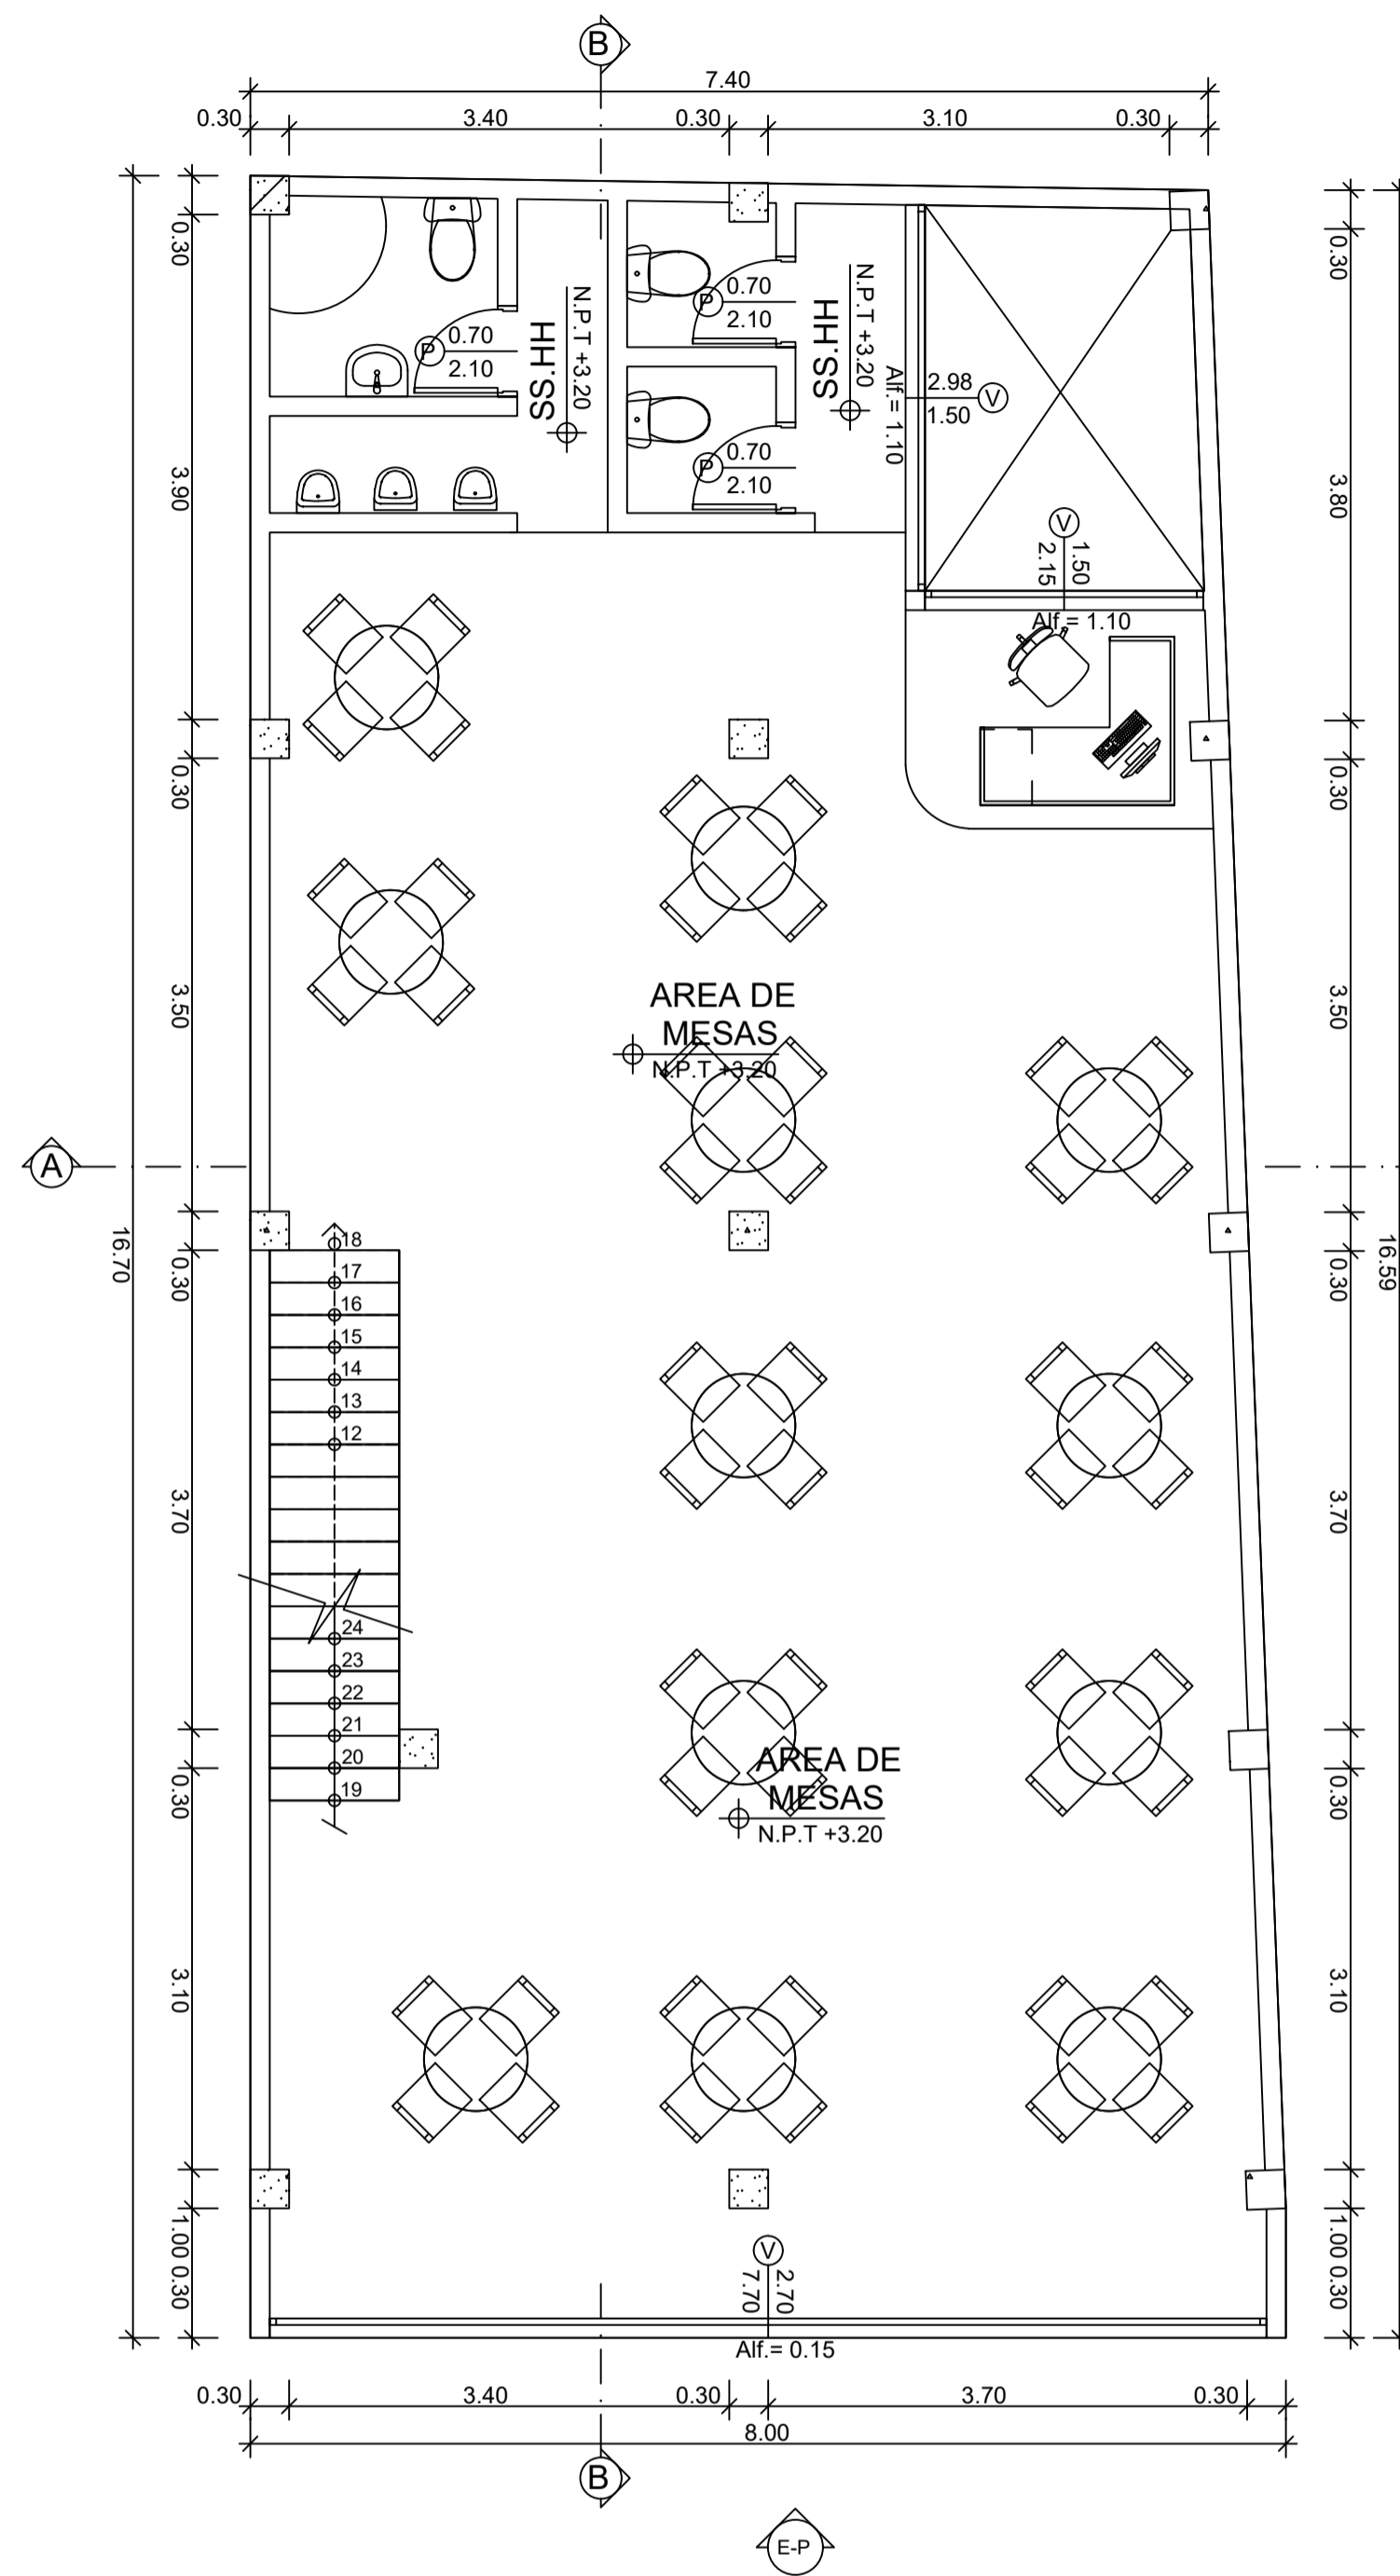 B
7.40
0.30
3.40
0.30
3.10
0.30
0.30
3.90
0.30
3.50
0.30
3.70
0.30
3.10
1.00 0.30
16.70
0.30
3.80
0.30
3.50
0.30
3.70
0.30
3.10
1.00 0.30
16.59
P
0.70
2.10
SS.HH
N.P.T +3.20
P
0.70
2.10
P
0.70
2.10
SS.HH
N.P.T +3.20
Alf.= 1.10
2.98
1.50
V
V
1.50
2.15
Alf.= 1.10
AREA DE
MESAS
N.P.T +3.20
A
18
17
16
15
14
13
12
24
23
22
21
20
19
AREA DE
MESAS
N.P.T +3.20
V
2.70
7.70
Alf.= 0.15
0.30
3.40
0.30
3.70
0.30
8.00
B
E-P